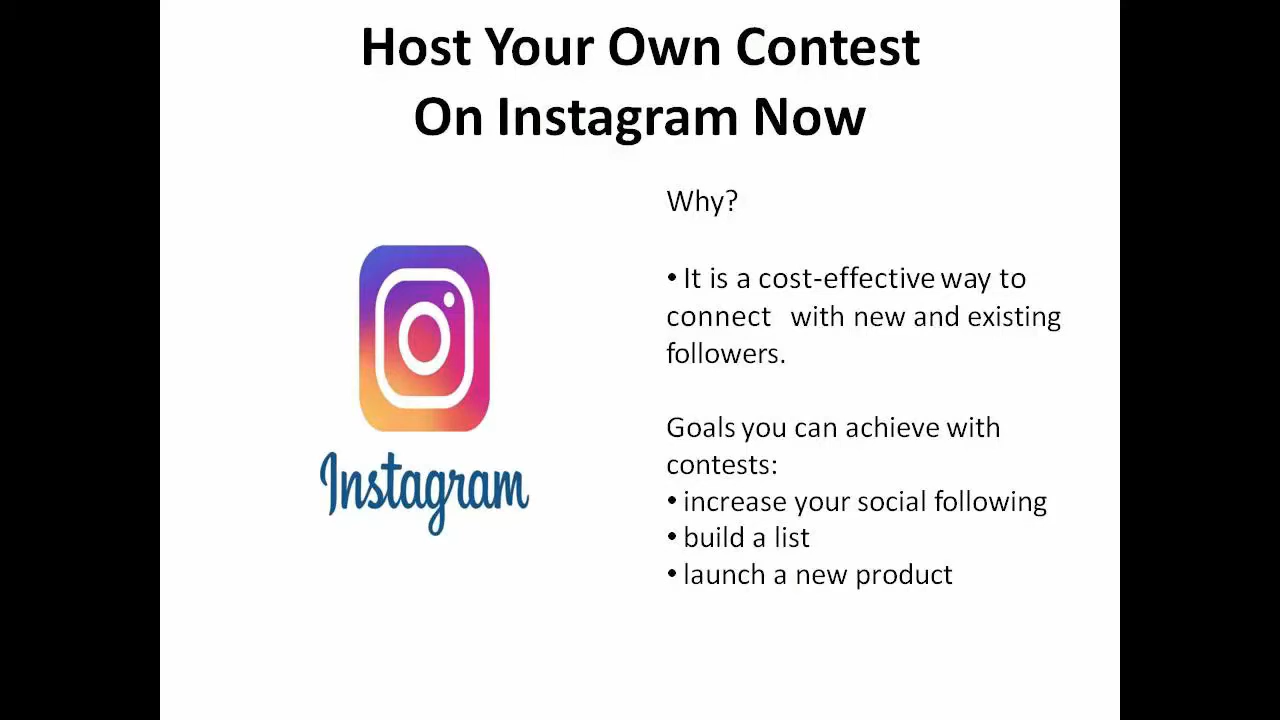 Host Your Own Contest
On Instagram Now
Why?
• It is a cost-effective way to
connect with new and existing
followers.
Goals you can achieve with
contests:
• increase your social following
• build a list
• launch a new product
Instagram